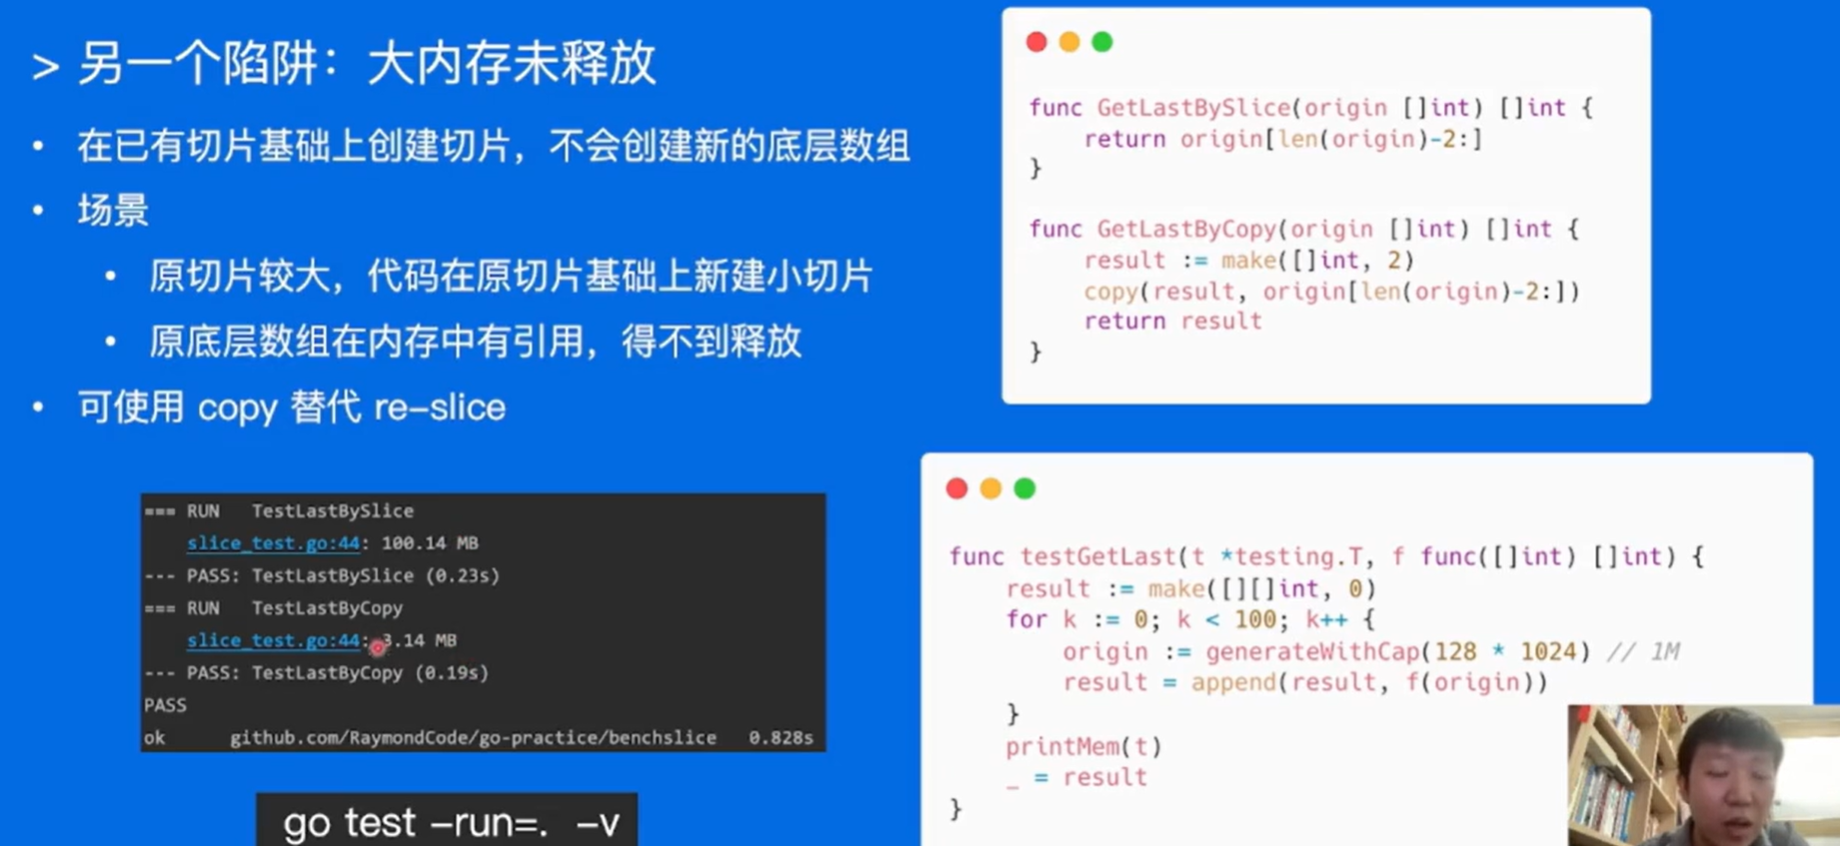 > 另一个陷阱：大内存未释放
• 在已有切片基础上创建切片，不会创建新的底层数组
• 场景
• 原切片较大，代码在原切片基础上新建小切片
• 原底层数组在内存中有引用，得不到释放
• 可使用 copy 替代 re-slice
=== RUN   TestLastBySlice
slice_test.go:44: 100.14 MB
--- PASS: TestLastBySlice (0.23s)
=== RUN   TestLastByCopy
slice_test.go:44: 3.14 MB
--- PASS: TestLastByCopy (0.19s)
PASS
ok      github.com/RaymondCode/go-practice/benchslice   0.828s
go test -run=. -v
func GetLastBySlice(origin []int) []int {
    return origin[len(origin)-2:]
}
func GetLastByCopy(origin []int) []int {
    result := make([]int, 2)
    copy(result, origin[len(origin)-2:])
    return result
}
func testGetLast(t *testing.T, f func([]int) []int) {
    result := make([][]int, 0)
    for k := 0; k < 100; k++ {
        origin := generateWithCap(128 * 1024) // 1M
        result = append(result, f(origin))
    }
    printMem(t)
    _ = result
}